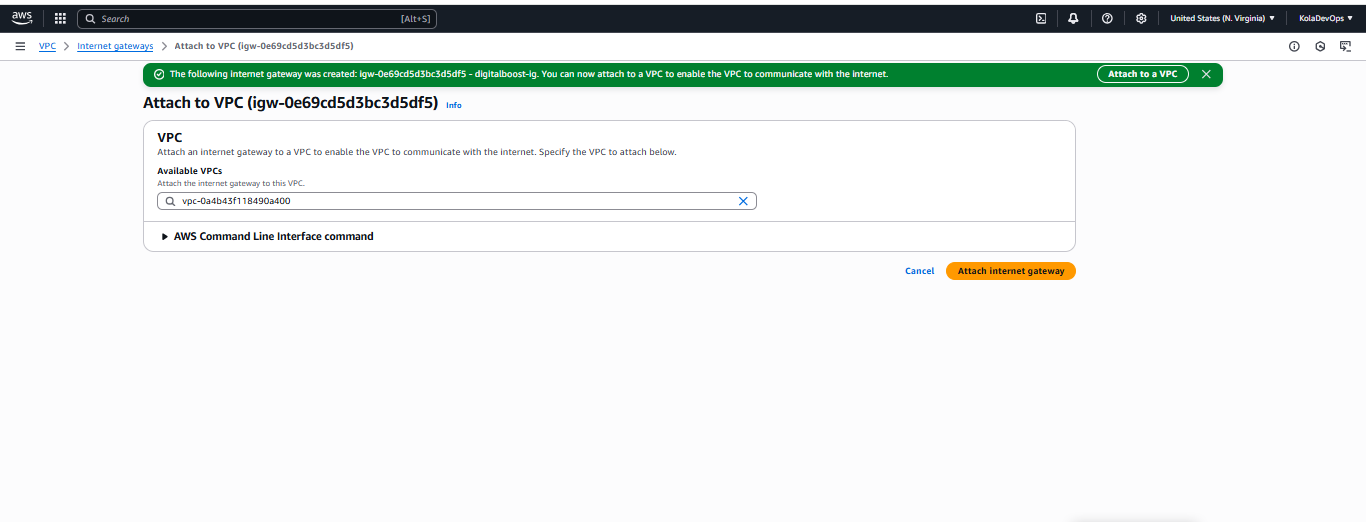 aws Search [Alt+S] United States (N. Virginia) KolaDevOps
VPC Internet gateways Attach to VPC (igw-0e69cd5d3bc3d5df5)
The following internet gateway was created: igw-0e69cd5d3bc3d5df5 - digitalboost-ig. You can now attach to a VPC to enable the VPC to communicate with the internet. Attach to a VPC
Attach to VPC (igw-0e69cd5d3bc3d5df5) Info
VPC
Attach an internet gateway to a VPC to enable the VPC to communicate with the internet. Specify the VPC to attach below.
Available VPCs
Attach the internet gateway to this VPC.
vpc-0a4b43f118490a400
AWS Command Line Interface command
Cancel Attach internet gateway